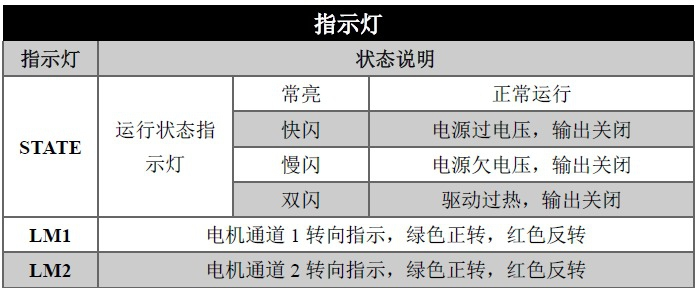 指示灯
指示灯 状态说明
STATE 运行状态指示灯 常亮 正常运行
快闪 电源过电压，输出关闭
慢闪 电源欠电压，输出关闭
双闪 驱动过热，输出关闭
LM1 电机通道 1 转向指示，绿色正转，红色反转
LM2 电机通道 2 转向指示，绿色正转，红色反转